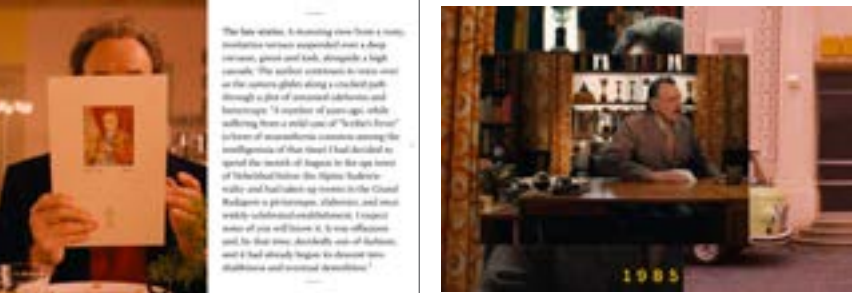 The late sixties. A stunning view from a rusty,
terrace suspended over a deep
crevasse, green and lush, alongside a high
cascade. The author continues in voice-over
as the camera glides along a cracked path
through a plot of untamed edelweiss and
buttercups: "A number of years ago, while
suffering from a mild case of "Scribe's Fever"
(a form of neurasthenia common among the
intelligentsia of that time) I had decided to
spend the month of August in the spa town
of Nebelsbad below the Alpine Sudeten-
waltz and had taken up rooms in the Grand
Budapest a picturesque, elaborate, and once
widely celebrated establishment. I expect
some of you will know it. It was off-season
and, by that time, decidedly out-of-fashion;
and it had already begun its descent into
shabbiness and eventual demolition."
1985